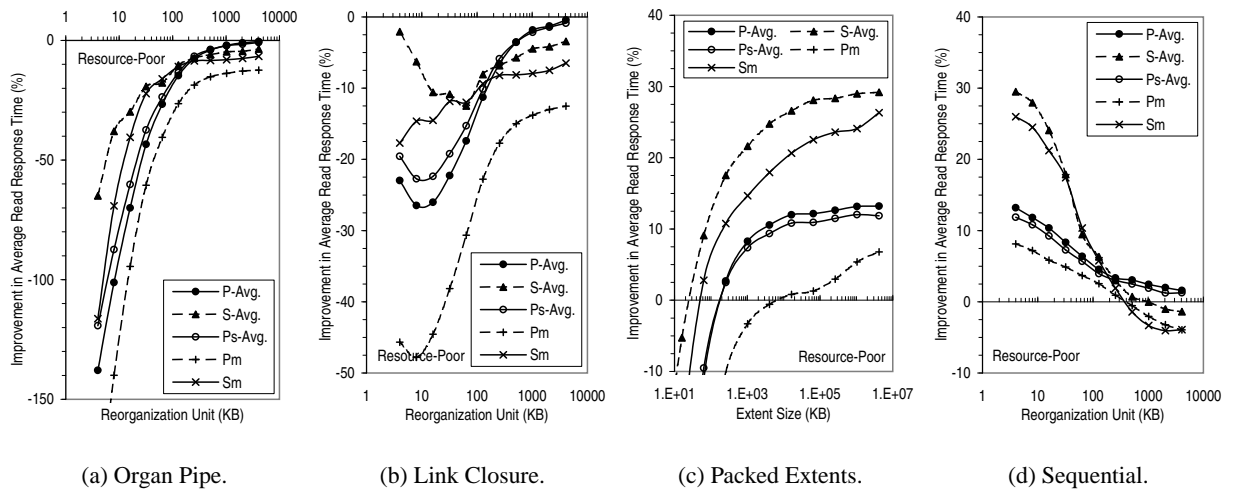 1 10 100 1000 10000
0
-50
-100
-150
Improvement in Average Read Response Time (%)
Resource-Poor
P-Avg.
S-Avg.
Ps-Avg.
Pm
Sm
Reorganization Unit (KB)
(a) Organ Pipe.
0
-5
-10
-15
-20
-25
-30
-35
-40
-45
-50
Improvement in Average Read Response Time (%)
P-Avg.
S-Avg.
Ps-Avg.
Pm
Sm
Resource-Poor
1 10 100 1000 10000
Reorganization Unit (KB)
(b) Link Closure.
40
30
20
10
0
-10
Improvement in Average Read Response Time (%)
P-Avg. S-Avg.
Ps-Avg. Pm
Sm
Resource-Poor
1.E+01 1.E+03 1.E+05 1.E+07
Extent Size (KB)
(c) Packed Extents.
40
30
20
10
0
-10
Improvement in Average Read Response Time (%)
P-Avg.
S-Avg.
Ps-Avg.
Pm
Sm
Resource-Poor
1 10 100 1000 10000
Reorganization Unit (KB)
(d) Sequential.